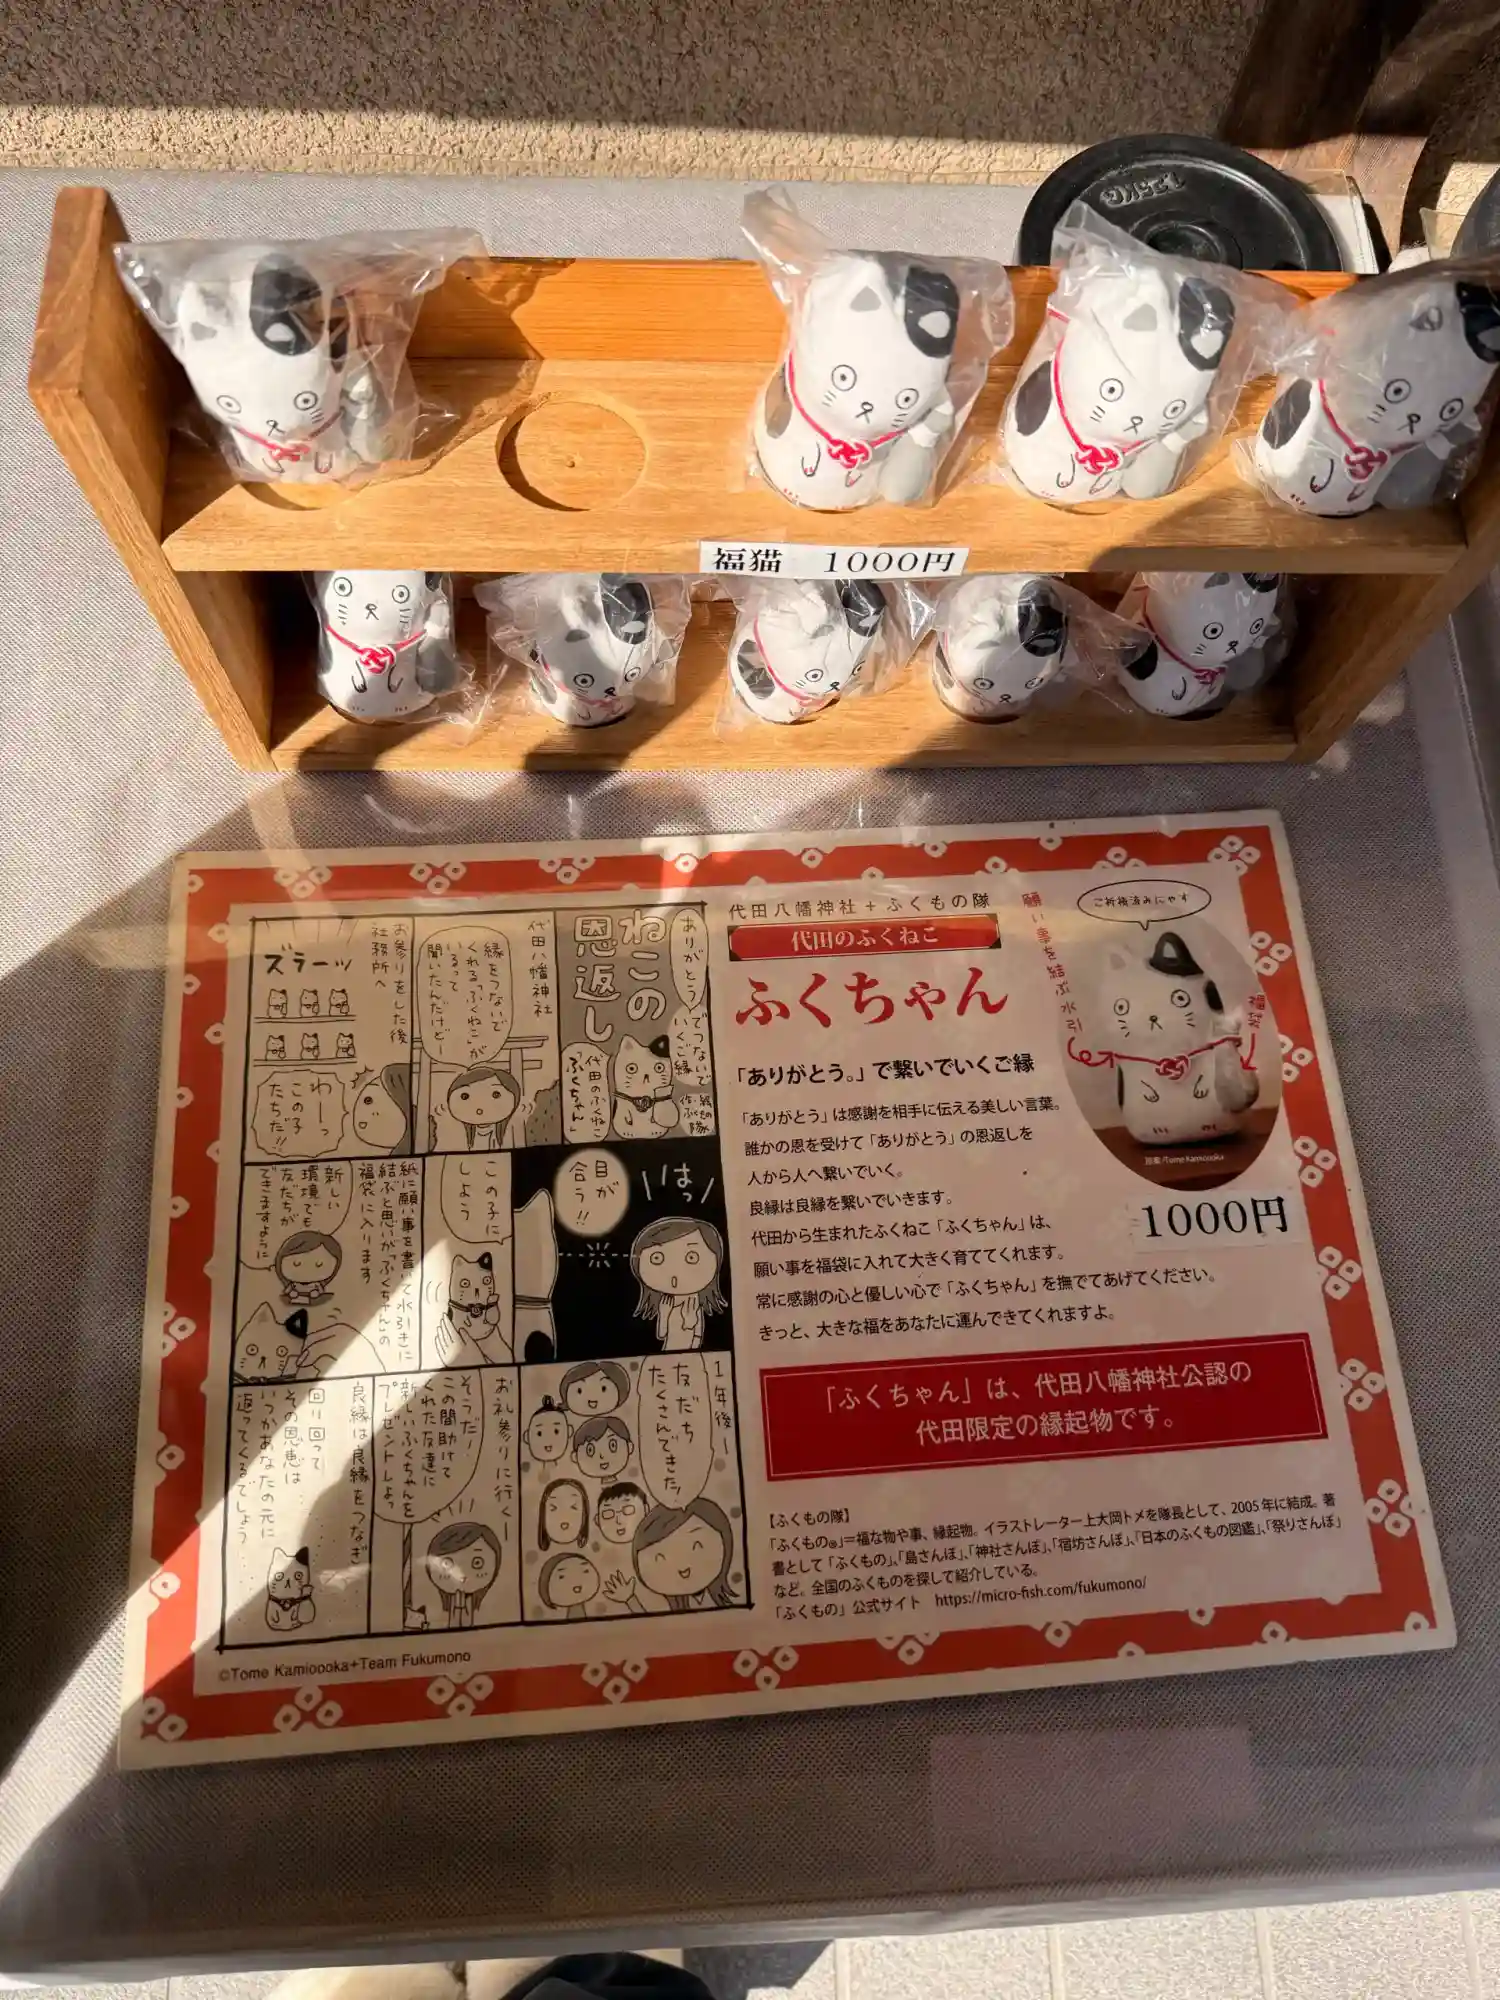 12.5KG
福猫　1000円
代田八幡神社 + ふくもの隊
代田のふくねこ
ふくちゃん
ご祈祷済みにゃす
願い事を結ぶ水引
福袋
「ありがとう。」で繋いでいくご縁
「ありがとう」は感謝を相手に伝える美しい言葉。
誰かの恩を受けて「ありがとう」の恩返しを
人から人へ繋いでいく。
良縁は良縁を繋いでいきます。
代田から生まれたふくねこ「ふくちゃん」は、
願い事を福袋に入れて大きく育ててくれます。
常に感謝の心と優しい心で「ふくちゃん」を撫でてあげてください。
きっと、大きな福をあなたに運んできてくれますよ。
1000円
「ふくちゃん」は、代田八幡神社公認の
代田限定の縁起物です。
【ふくもの隊】
「ふくもの®」=福な物や事、縁起物。イラストレーター上大岡トメを隊長として、2005年に結成。著
書として「ふくもの」、「島さんぽ」、「神社さんぽ」、「宿坊さんぽ」、「日本のふくもの図鑑」、「祭りさんぽ」
など。全国のふくものを探して紹介している。
「ふくもの」公式サイト　https://micro-fish.com/fukumono/
ありがとう
でつないで
いくご縁
ねこの
恩返し
代田のふくねこ
「ふくちゃん」
代田八幡神社
縁をつないで
くれる「ふくねこ」が
いるって
聞いたんだけど—
お参りをした後
社務所へ
ズラーッ
わーっ
この子
たちだ!!
はっ
目が
合う!!
この子に
しよう
紙に願い事を書いて水引きに
結ぶと思いが「ふくちゃん」の
福袋に入ります
新しい
環境でも
友だちが
できますように
1年後—
友だち
たくさんできたっ
お礼参りに行く—
そうだ!
この間助けて
くれた友達に
新しいふくちゃんを
プレゼントしよっ
良縁は良縁をつなぎ…
回り回って
その恩恵は
いつかあなたの元に
返ってくるでしょう…
©Tome Kamioooka+Team Fukumono